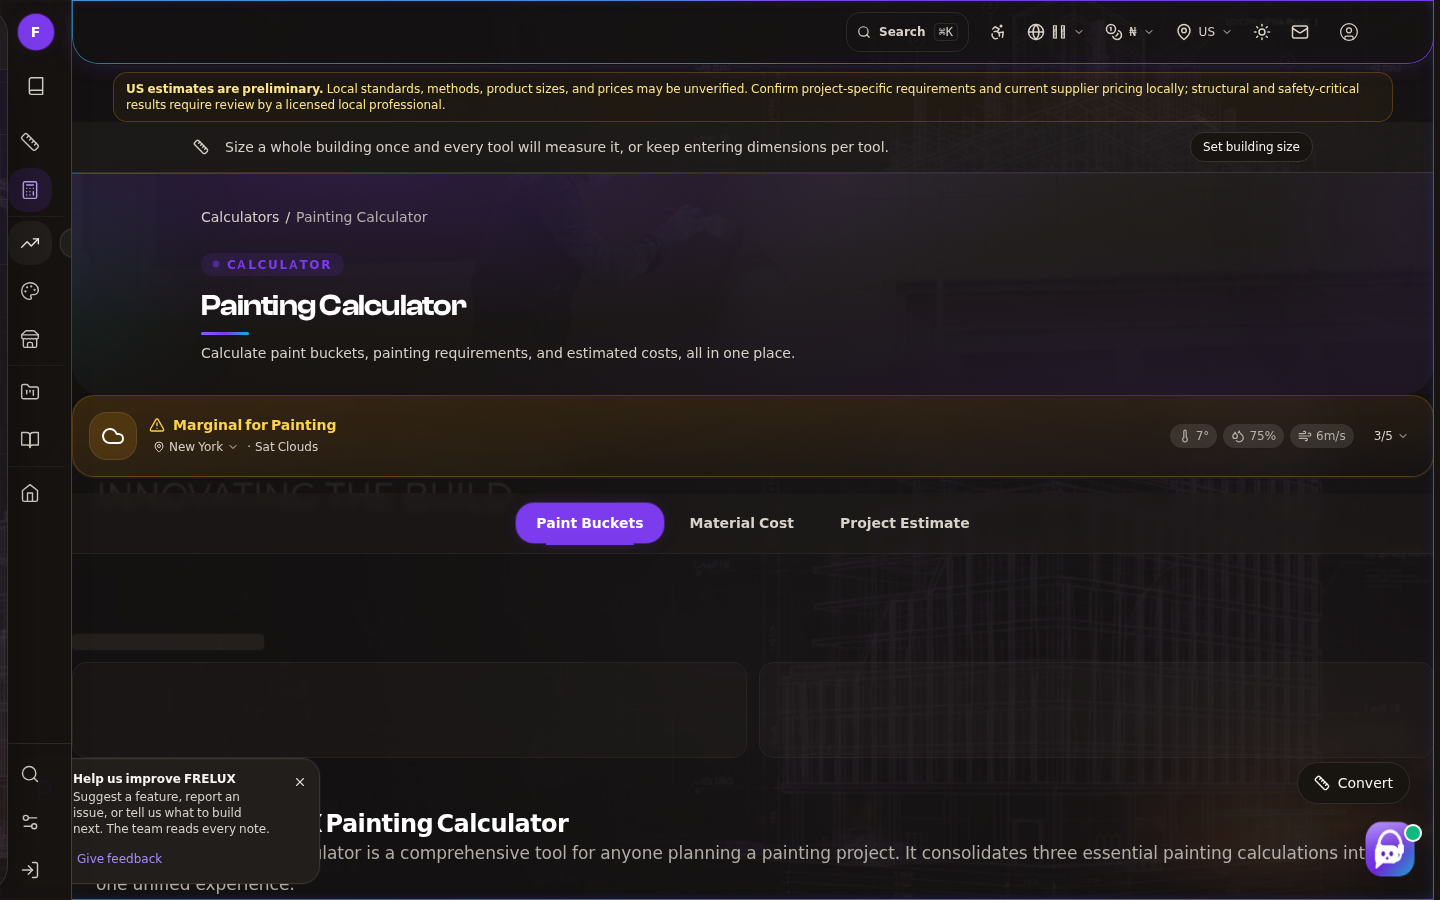 F
Search ⌘K
₦
US
US estimates are preliminary. Local standards, methods, product sizes, and prices may be unverified. Confirm project-specific requirements and current supplier pricing locally; structural and safety-critical
results require review by a licensed local professional.
Size a whole building once and every tool will measure it, or keep entering dimensions per tool.
Set building size
Calculators / Painting Calculator
CALCULATOR
Painting Calculator
Calculate paint buckets, painting requirements, and estimated costs, all in one place.
Marginal for Painting
New York · Sat Clouds
7° 75% 6m/s 3/5
INNOVATING THE BUILD
Paint Buckets Material Cost Project Estimate
Help us improve FRELUX
Suggest a feature, report an
issue, or tell us what to build
next. The team reads every note.
Give feedback
Convert
Painting Calculator
is a comprehensive tool for anyone planning a painting project. It consolidates three essential painting calculations
one unified experience.